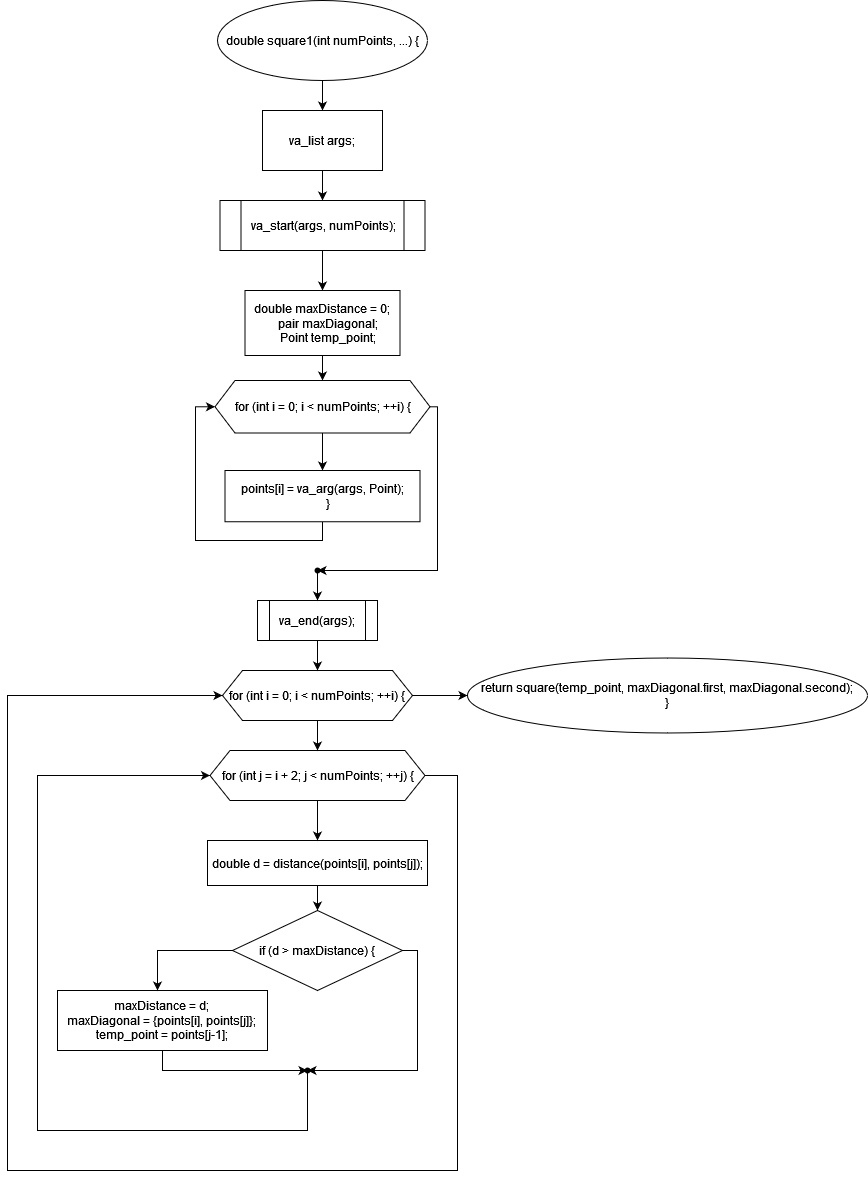 double square1(int numPoints, ...) {
va_list args;
va_start(args, numPoints);
double maxDistance = 0;
pair maxDiagonal;
Point temp_point;
for (int i = 0; i < numPoints; ++i) {
points[i] = va_arg(args, Point);
}
va_end(args);
for (int i = 0; i < numPoints; ++i) {
return square(temp_point, maxDiagonal.first, maxDiagonal.second);
}
for (int j = i + 2; j < numPoints; ++j) {
double d = distance(points[i], points[j]);
if (d > maxDistance) {
maxDistance = d;
maxDiagonal = {points[i], points[j]};
temp_point = points[j-1];